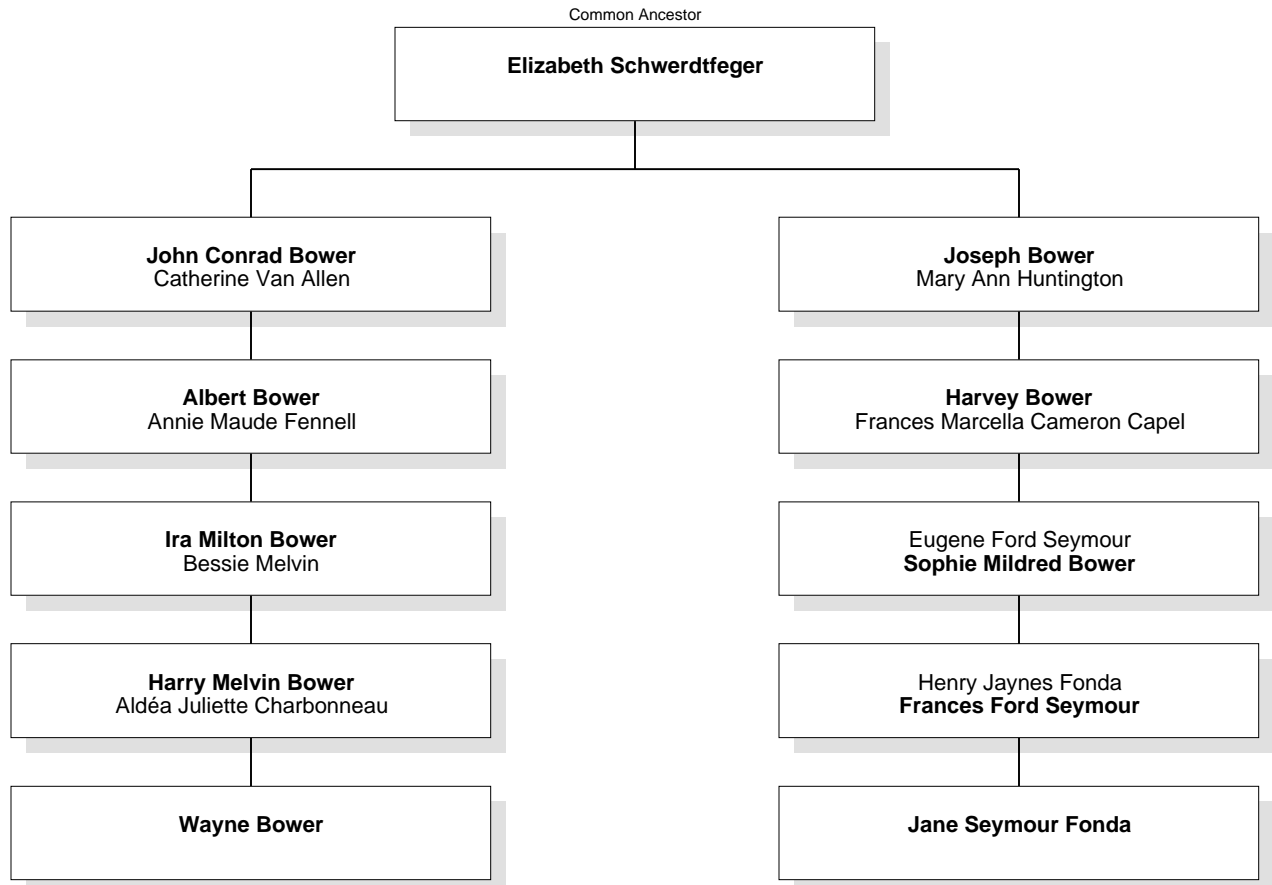 Common Ancestor
Elizabeth Schwerdtfeger
John Conrad Bower
Catherine Van Allen
Joseph Bower
Mary Ann Huntington
Albert Bower
Annie Maude Fennell
Harvey Bower
Frances Marcella Cameron Capel
Ira Milton Bower
Bessie Melvin
Eugene Ford Seymour
Sophie Mildred Bower
Harry Melvin Bower
Aldéa Juliette Charbonneau
Henry Jaynes Fonda
Frances Ford Seymour
Wayne Bower
Jane Seymour Fonda